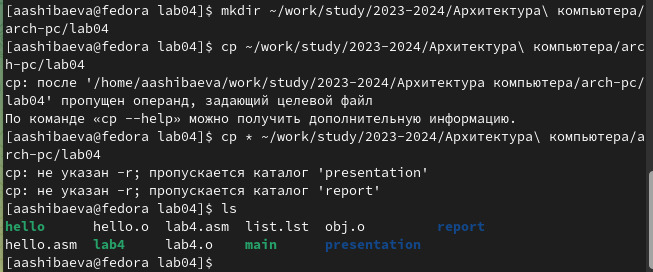 [aashibaeva@fedora lab04]$ mkdir ~/work/study/2023-2024/Архитектура\ компьютера/
arch-pc/lab04
[aashibaeva@fedora lab04]$ cp ~/work/study/2023-2024/Архитектура\ компьютера/arc
h-pc/lab04
cp: после '/home/aashibaeva/work/study/2023-2024/Архитектура компьютера/arch-pc/
lab04' пропущен операнд, задающий целевой файл
По команде «cp --help» можно получить дополнительную информацию.
[aashibaeva@fedora lab04]$ cp * ~/work/study/2023-2024/Архитектура\ компьютера/a
rch-pc/lab04
cp: не указан -r; пропускается каталог 'presentation'
cp: не указан -r; пропускается каталог 'report'
[aashibaeva@fedora lab04]$ ls
hello hello.o lab4.asm list.lst obj.o report
hello.asm lab4 lab4.o main presentation
[aashibaeva@fedora lab04]$